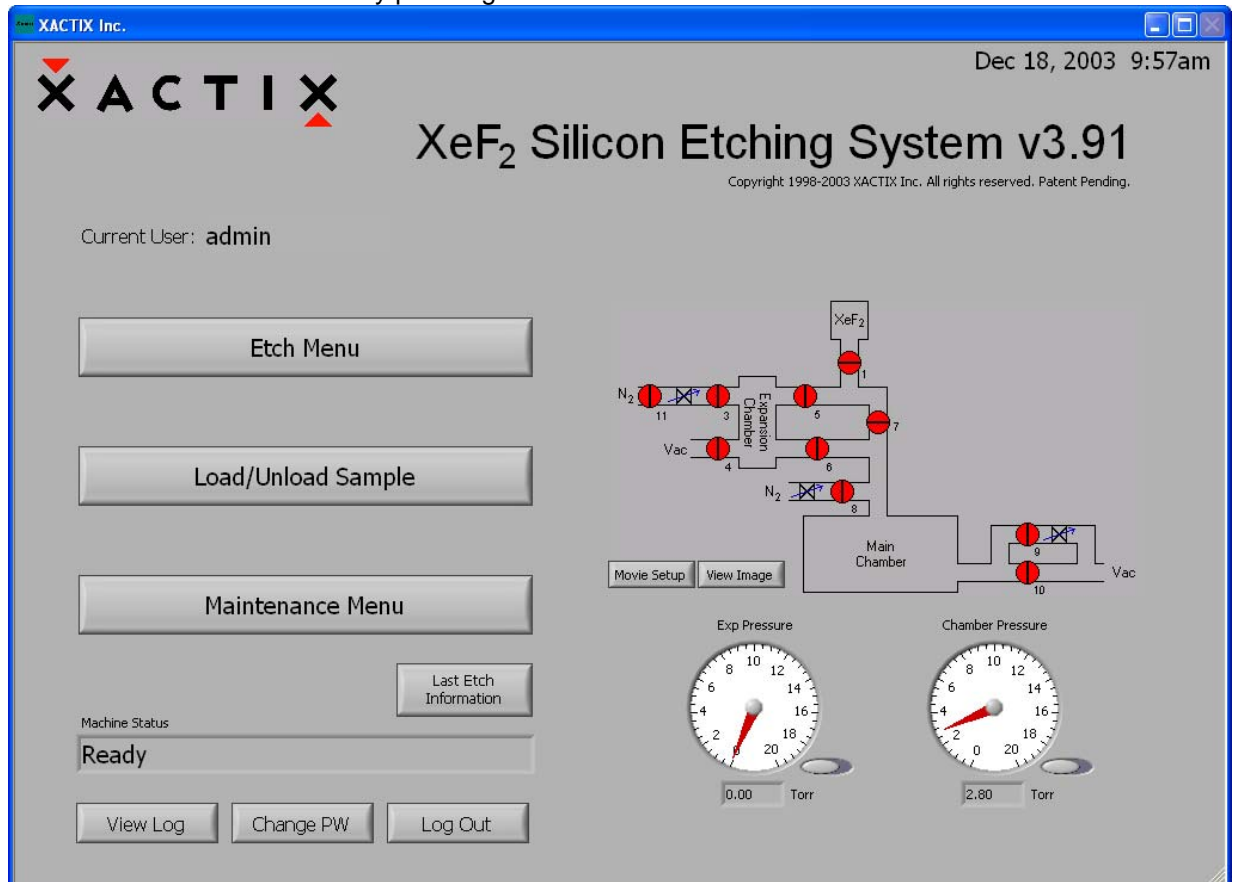 XACTIX Inc.
Dec 18, 2003 9:57am
XACTIX
XeF2 Silicon Etching System v3.91
Copyright 1998-2003 XACTIX Inc. All rights reserved. Patent Pending.
Current User: admin
Etch Menu
Load/Unload Sample
Maintenance Menu
Last Etch
Information
Machine Status
Ready
View Log
Change PW
Log Out
XeF2
1
N2
11
3
Expansion
Chamber
5
7
Vac
4
6
N2
8
Main
Chamber
9
10
Vac
Movie Setup
View Image
Exp Pressure
0
2
4
6
8
10
12
14
16
18
20
0.00 Torr
Chamber Pressure
0
2
4
6
8
10
12
14
16
18
20
2.80 Torr